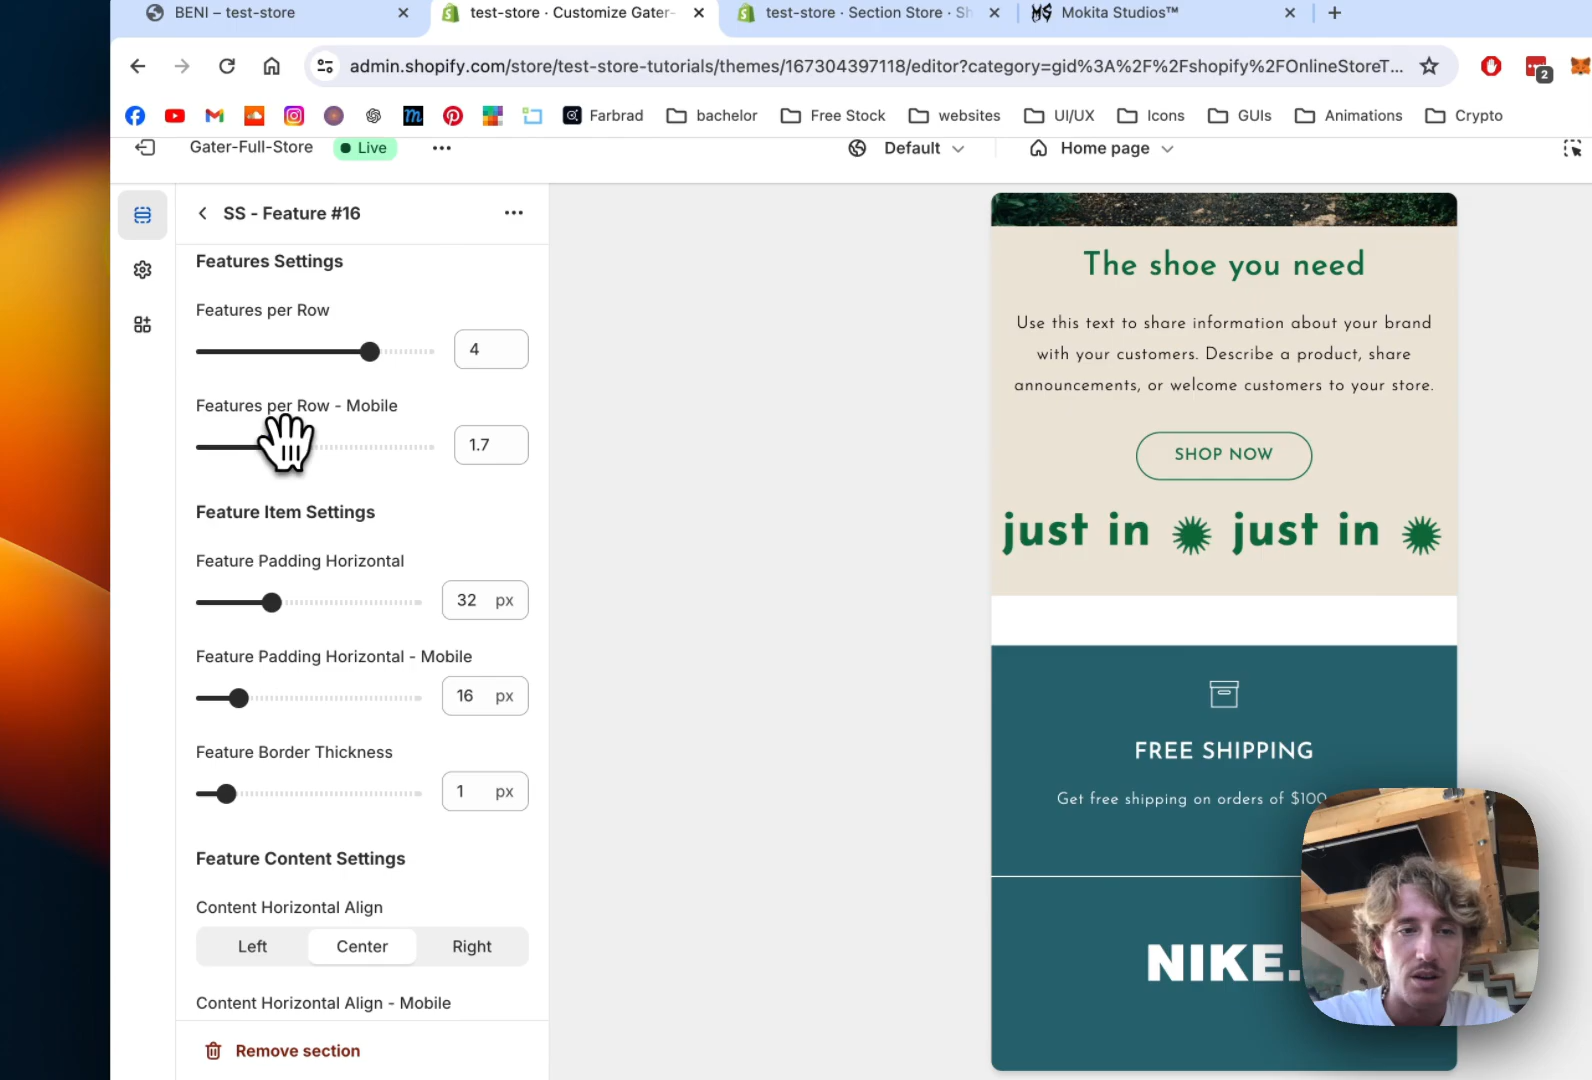 BENI – test-store
test-store · Customize Gater-
test-store · Section Store · Sh
Mokita Studios™
admin.shopify.com/store/test-store-tutorials/themes/167304397118/editor?category=gid%3A%2F%2Fshopify%2FOnlineStoreT...
2
Farbrad
bachelor
Free Stock
websites
UI/UX
Icons
GUIs
Animations
Crypto
Gater-Full-Store
Live
Default
Home page
SS - Feature #16
Features Settings
Features per Row
4
Features per Row - Mobile
1.7
Feature Item Settings
Feature Padding Horizontal
32 px
Feature Padding Horizontal - Mobile
16 px
Feature Border Thickness
1 px
Feature Content Settings
Content Horizontal Align
Left Center Right
Content Horizontal Align - Mobile
Remove section
The shoe you need
Use this text to share information about your brand
with your customers. Describe a product, share
announcements, or welcome customers to your store.
SHOP NOW
just in just in
FREE SHIPPING
Get free shipping on orders of $100
NIKE.